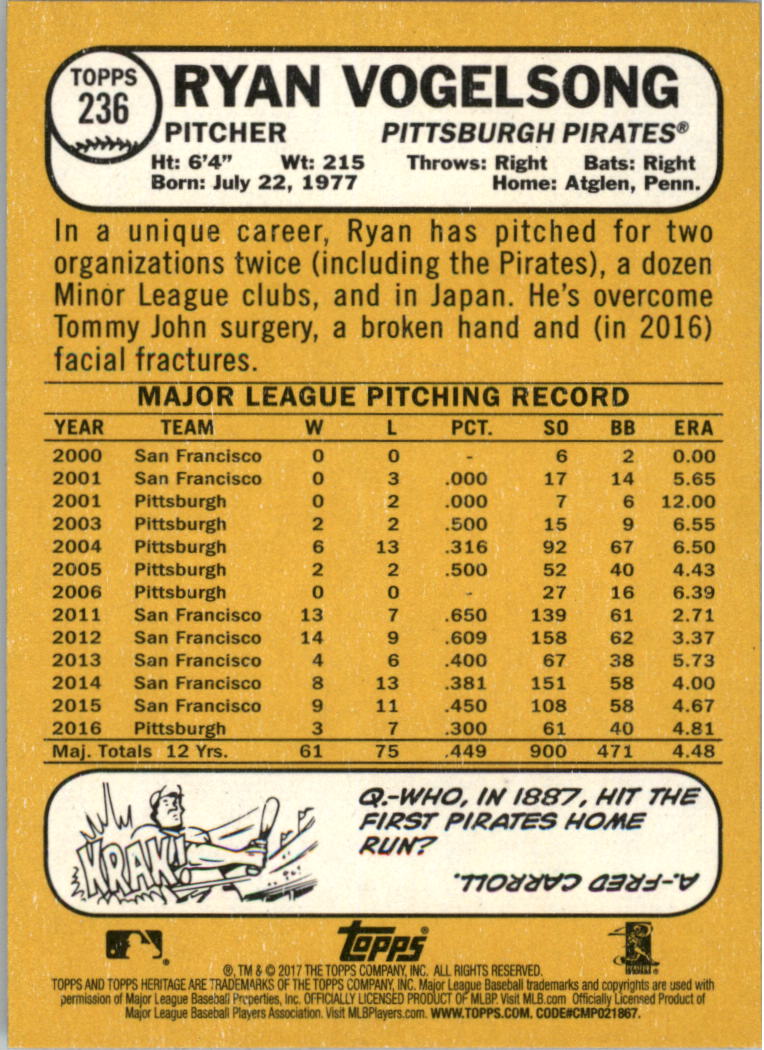 TOPPS
236
RYAN VOGELSONG
PITCHER PITTSBURGH PIRATES®
Ht: 6'4" Wt: 215 Throws: Right Bats: Right
Born: July 22, 1977 Home: Atglen, Penn.
In a unique career, Ryan has pitched for two
organizations twice (including the Pirates), a dozen
Minor League clubs, and in Japan. He's overcome
Tommy John surgery, a broken hand and (in 2016)
facial fractures.
MAJOR LEAGUE PITCHING RECORD
YEAR TEAM W L PCT. SO BB ERA
2000 San Francisco 0 0 - 6 2 0.00
2001 San Francisco 0 3 .000 17 14 5.65
2001 Pittsburgh 0 2 .000 7 6 12.00
2003 Pittsburgh 2 2 .500 15 9 6.55
2004 Pittsburgh 6 13 .316 92 67 6.50
2005 Pittsburgh 2 2 .500 52 40 4.43
2006 Pittsburgh 0 0 - 27 16 6.39
2011 San Francisco 13 7 .650 139 61 2.71
2012 San Francisco 14 9 .609 158 62 3.37
2013 San Francisco 4 6 .400 67 38 5.73
2014 San Francisco 8 13 .381 151 58 4.00
2015 San Francisco 9 11 .450 108 58 4.67
2016 Pittsburgh 3 7 .300 61 40 4.81
Maj. Totals 12 Yrs. 61 75 .449 900 471 4.48
KRAK!
Q.-WHO, IN 1887, HIT THE
FIRST PIRATES HOME
RUN?
A.-FRED CARROLL.
Topps®
®, TM & © 2017 THE TOPPS COMPANY, INC. ALL RIGHTS RESERVED.
TOPPS AND TOPPS HERITAGE ARE TRADEMARKS OF THE TOPPS COMPANY, INC. Major League Baseball trademarks and copyrights are used with
permission of Major League Baseball Properties, Inc. OFFICIALLY LICENSED PRODUCT OF MLBP. Visit MLB.com Officially Licensed Product of
Major League Baseball Players Association. Visit MLBPlayers.com. WWW.TOPPS.COM. CODE#CMP021867.